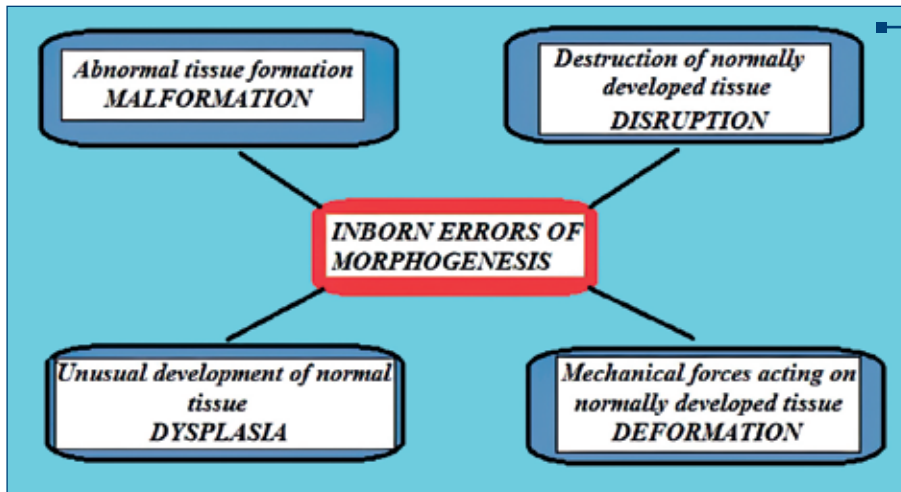 Abnormal tissue formation
MALFORMATION
Destruction of normally
developed tissue
DISRUPTION
INBORN ERRORS OF
MORPHOGENESIS
Unusual development of normal
tissue
DYSPLASIA
Mechanical forces acting on
normally developed tissue
DEFORMATION